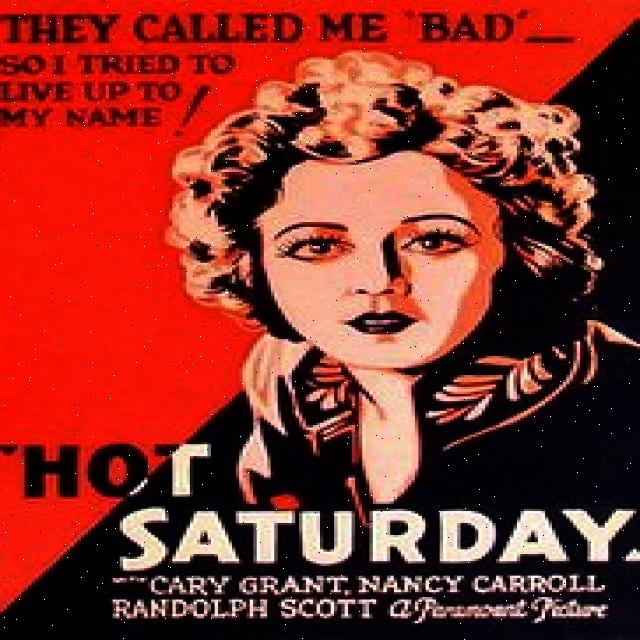 THEY CALLED ME 'BAD'—
SO I TRIED TO
LIVE UP TO
MY NAME!
"HOT
SATURDAY
CARY GRANT, NANCY CARROLL
RANDOLPH SCOTT A Paramount Picture